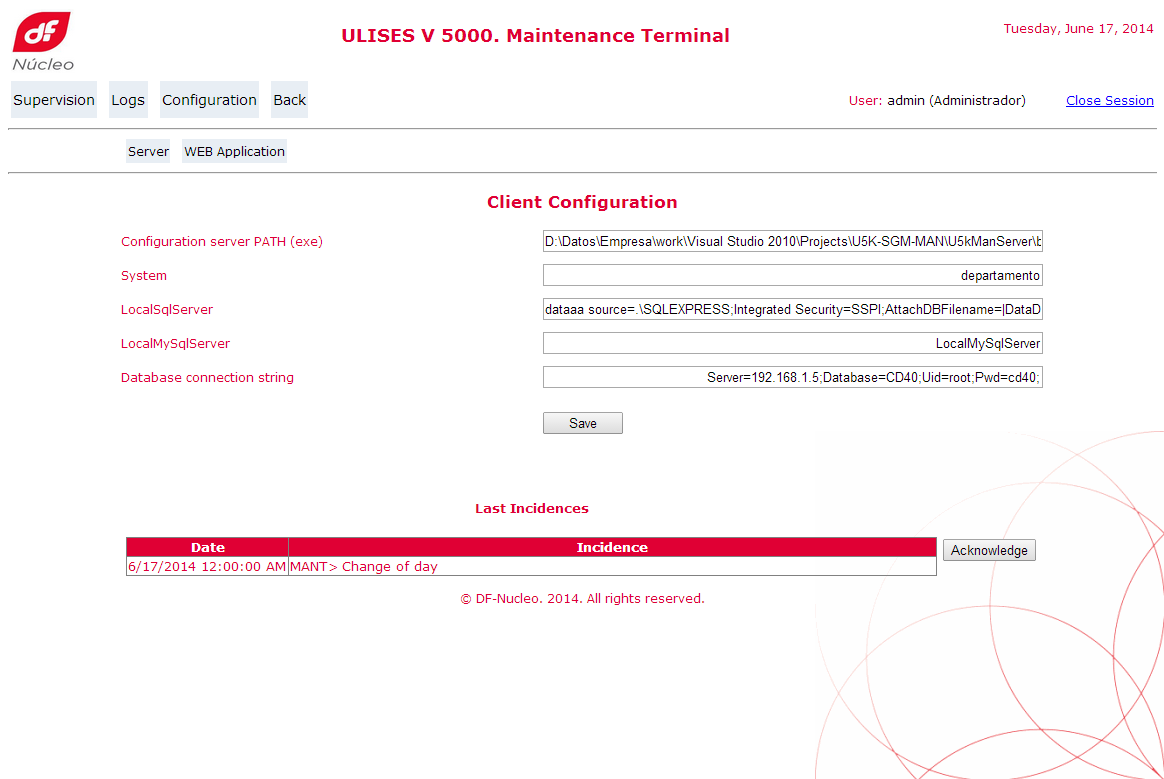 df
Núcleo
ULISES V 5000. Maintenance Terminal
Tuesday, June 17, 2014
Supervision Logs Configuration Back
User: admin (Administrador) Close Session
Server WEB Application
Client Configuration
Configuration server PATH (exe) D:\Datos\Empresa\work\Visual Studio 2010\Projects\U5K-SGM-MAN\U5kManServer\b
System departamento
LocalSqlServer dataaa source=.\SQLEXPRESS;Integrated Security=SSPI;AttachDBFilename=|DataD
LocalMySqlServer LocalMySqlServer
Database connection string Server=192.168.1.5;Database=CD40;Uid=root;Pwd=cd40;
Save
Last Incidences
Date Incidence
6/17/2014 12:00:00 AM MANT> Change of day
Acknowledge
© DF-Nucleo. 2014. All rights reserved.